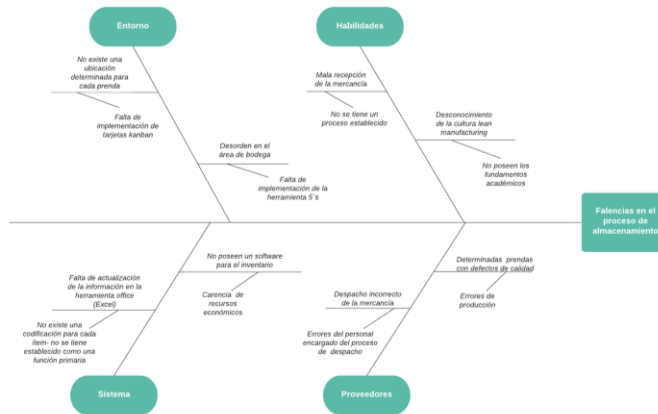 Entorno
Habilidades
No existe una
ubicación
determinada para
cada prenda
Falta de
implementación de
tarjetas kanban
Desorden en el
área de bodega
Falta de
implementación de la
herramienta 5´s
Mala recepción
de la mercancía
No se tiene un
proceso establecido
Desconocimiento
de la cultura lean
manufacturing
No poseen los
fundamentos
académicos
Falencias en el
proceso de
almacenamiento
Falta de actualización
de la información en la
herramienta office
(Excel)
No existe una
codificación para cada
ítem- no se tiene
establecido como una
función primaria
No poseen un software
para el inventario
Carencia de
recursos
económicos
Despacho incorrecto
de la mercancía
Errores del personal
encargado del proceso
de despacho
Determinadas prendas
con defectos de calidad
Errores de
producción
Sistema
Proveedores